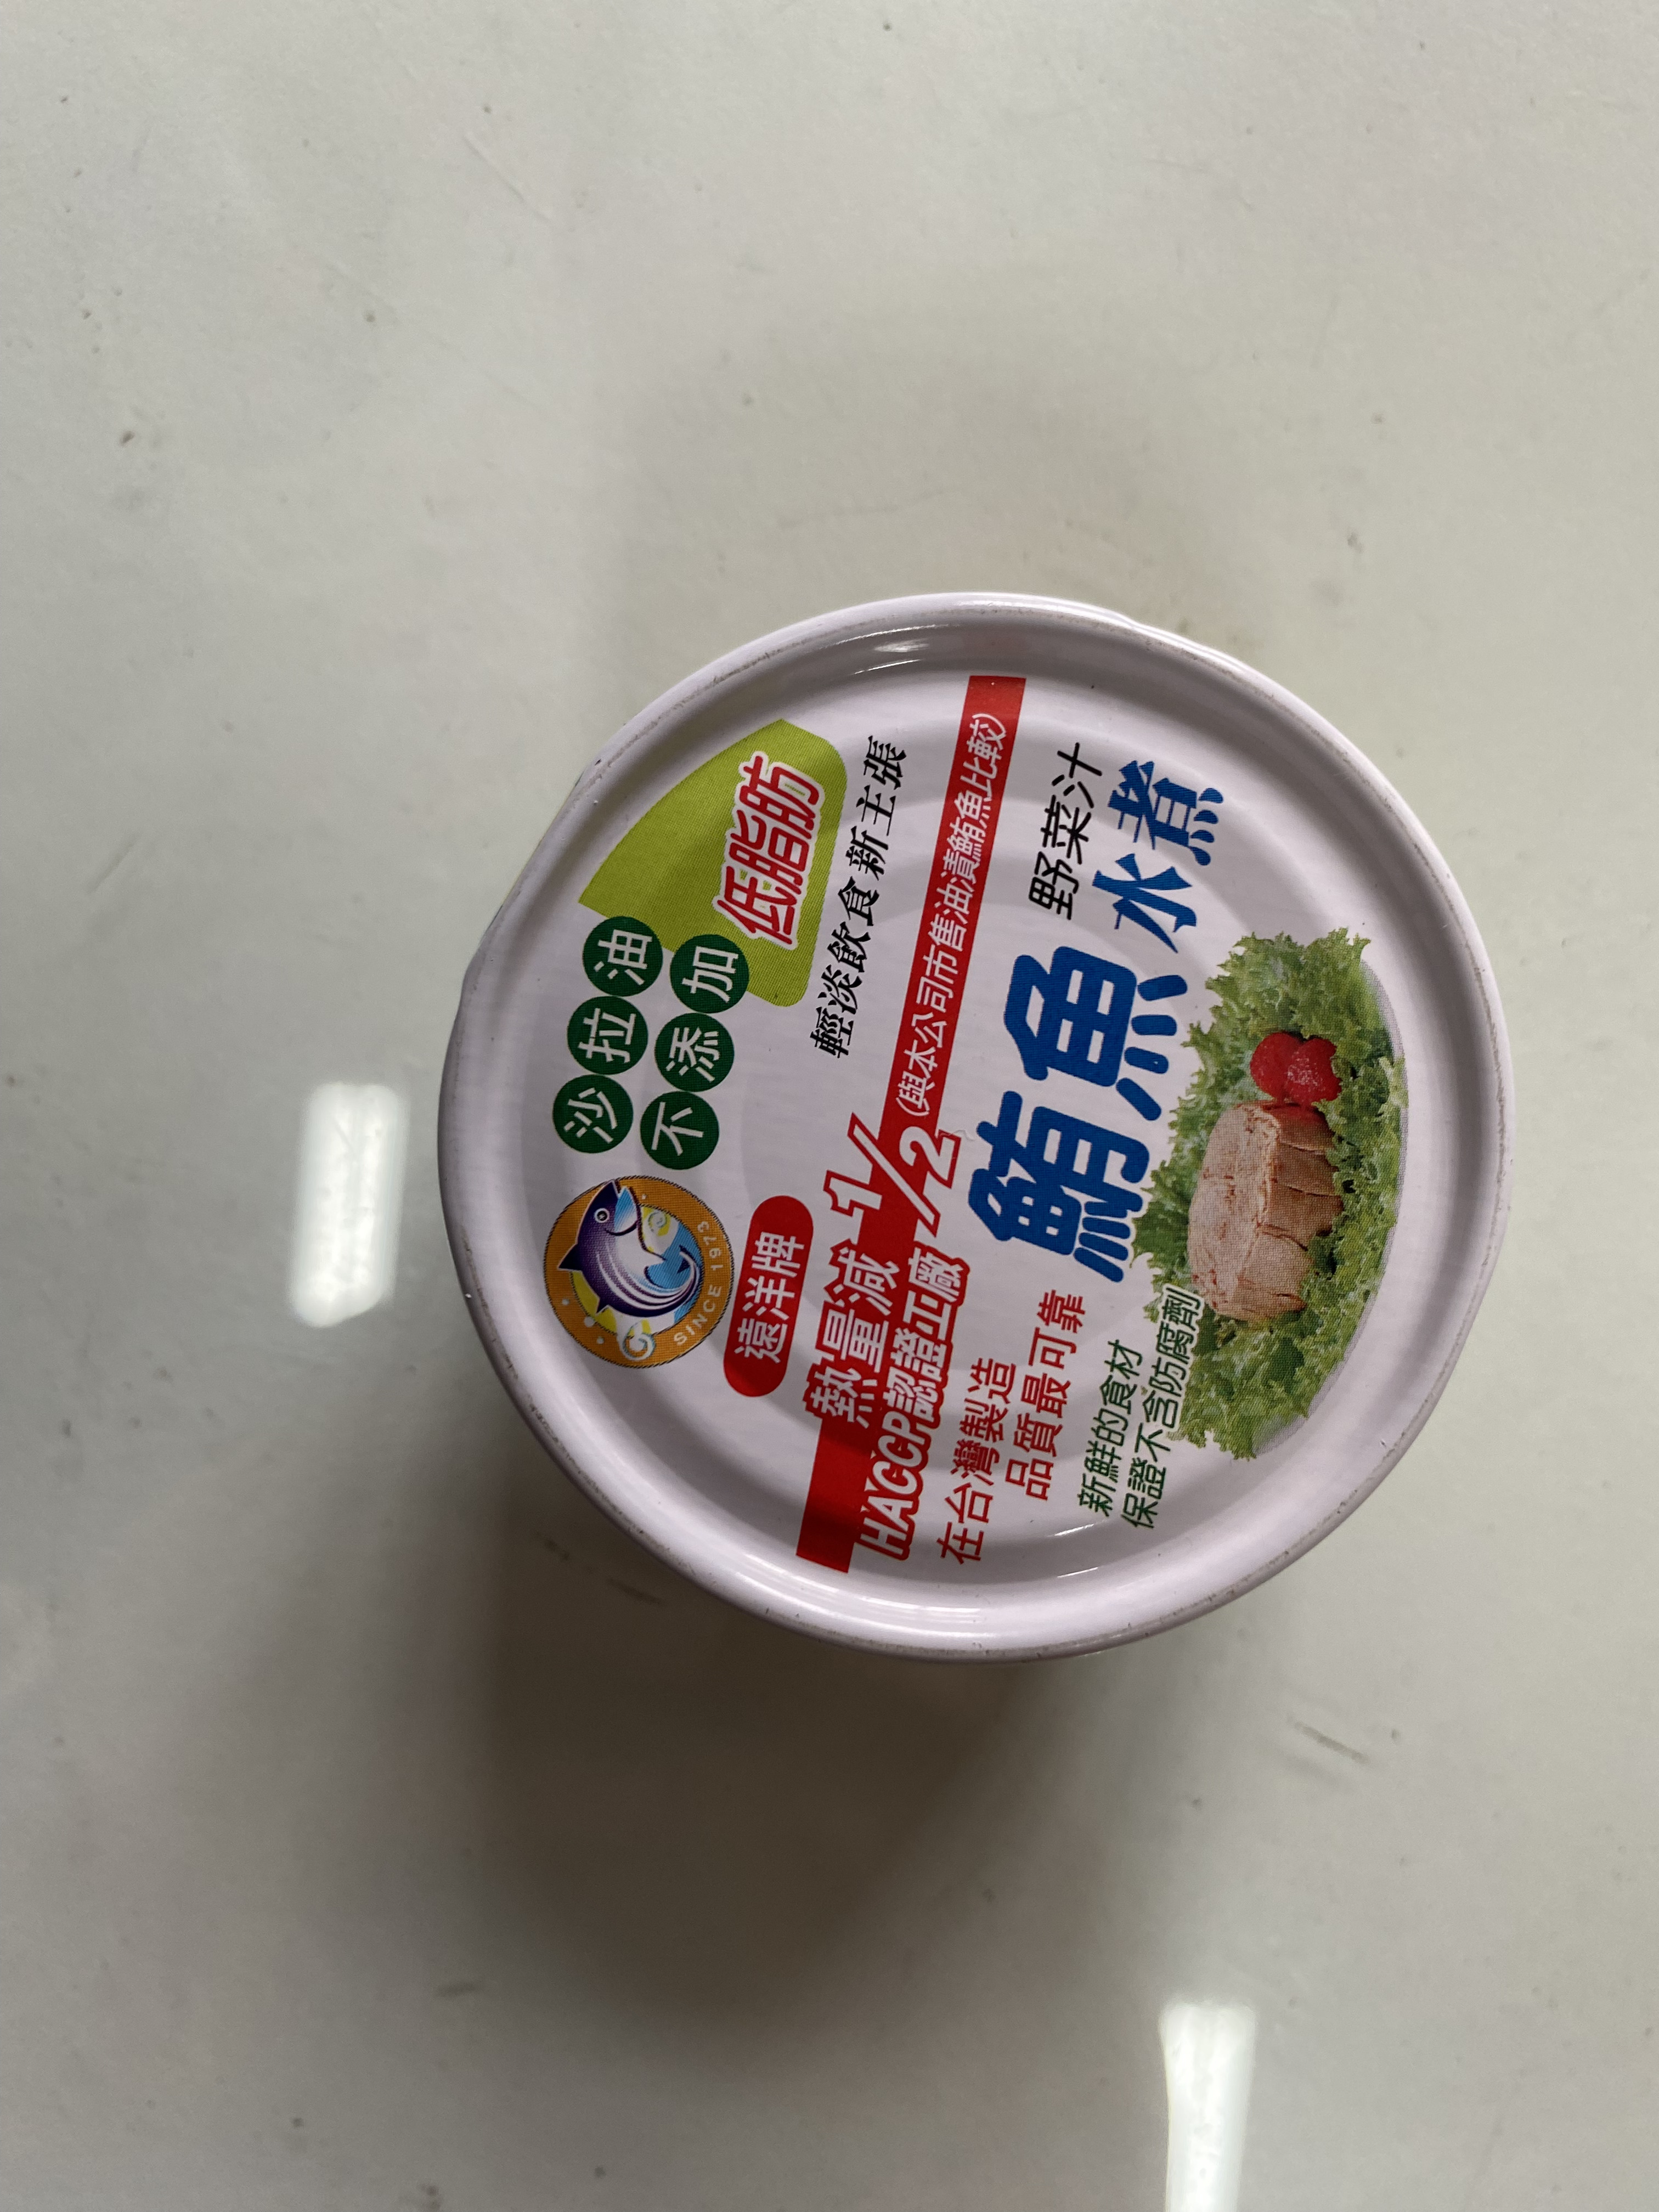 SINCE 1973
沙拉油
不添加
低脂肪
遠洋牌
輕淡飲食新主張
熱量減1/2(與本公司市售油漬鮪魚比較)
HACCP認證工廠
在台灣製造
品質最可靠
鮪魚
野菜汁
水煮
新鮮的食材
保證不含防腐劑